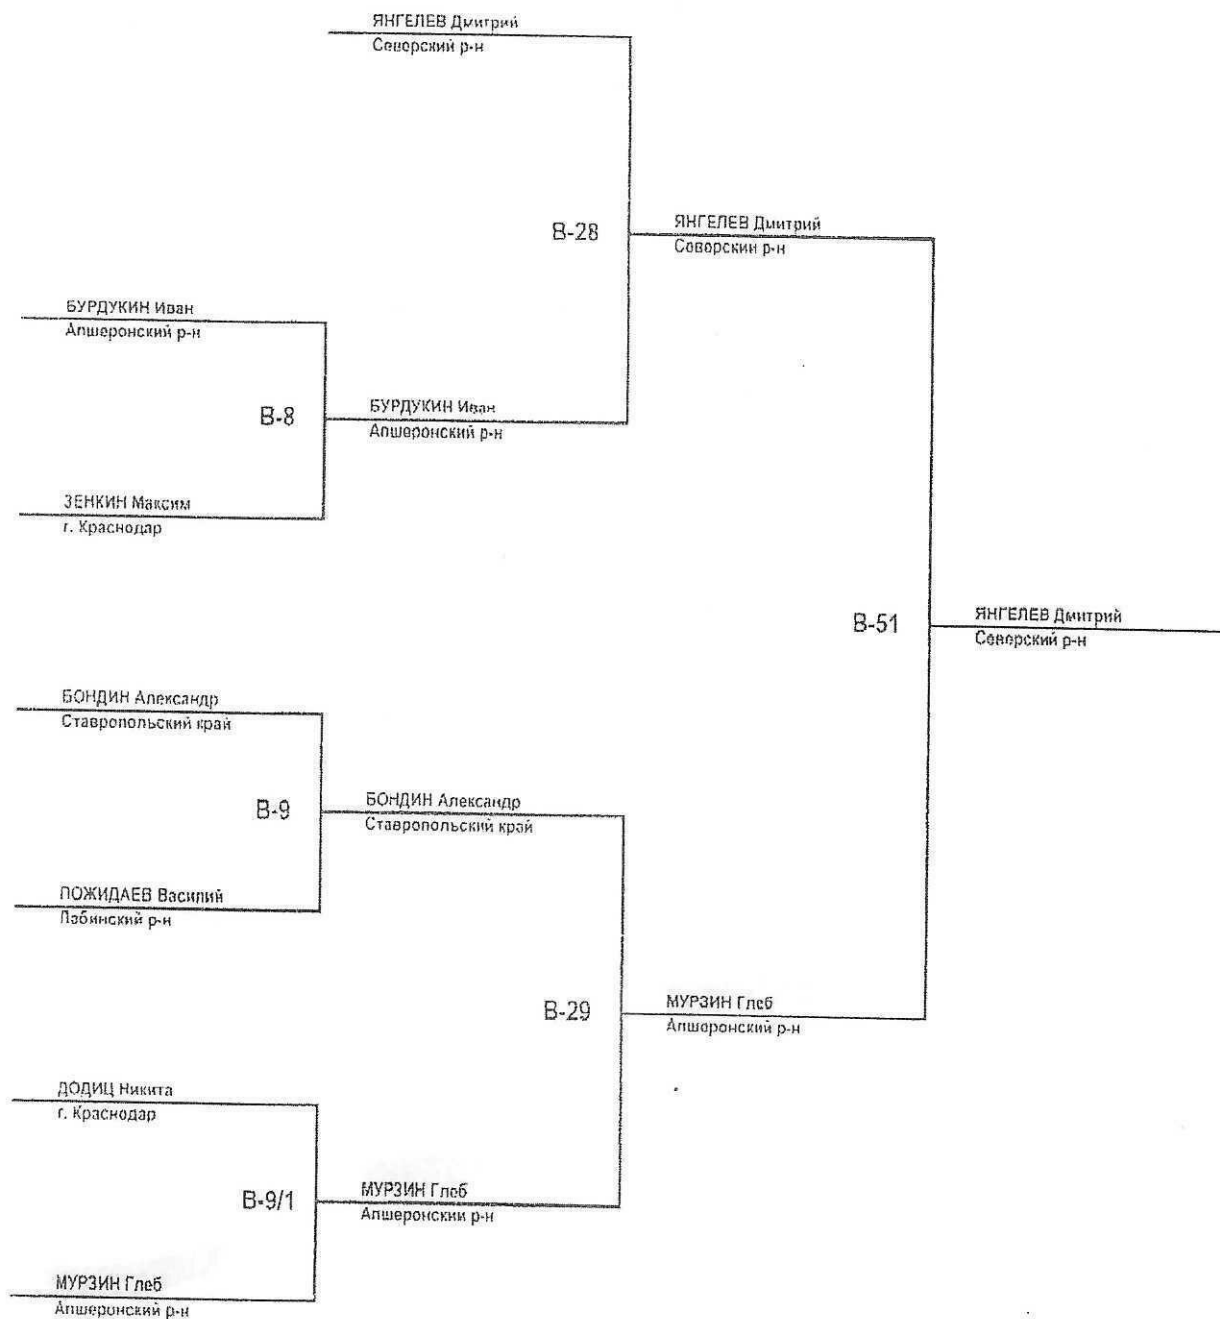 ЯНГЕЛЕВ Дмитрий
Северский р-н
В-28
ЯНГЕЛЕВ Дмитрий
Северский р-н
БУРДУКИН Иван
Апшеронский р-н
В-8
БУРДУКИН Иван
Апшеронский р-н
ЗЕНКИН Максим
г. Краснодар
В-51
ЯНГЕЛЕВ Дмитрий
Северский р-н
БОНДИН Александр
Ставропольский край
В-9
БОНДИН Александр
Ставропольский край
ПОЖИДАЕВ Василий
Лабинский р-н
В-29
МУРЗИН Глеб
Апшеронский р-н
ДОДИЦ Никита
г. Краснодар
В-9/1
МУРЗИН Глеб
Апшеронский р-н
МУРЗИН Глеб
Апшеронский р-н